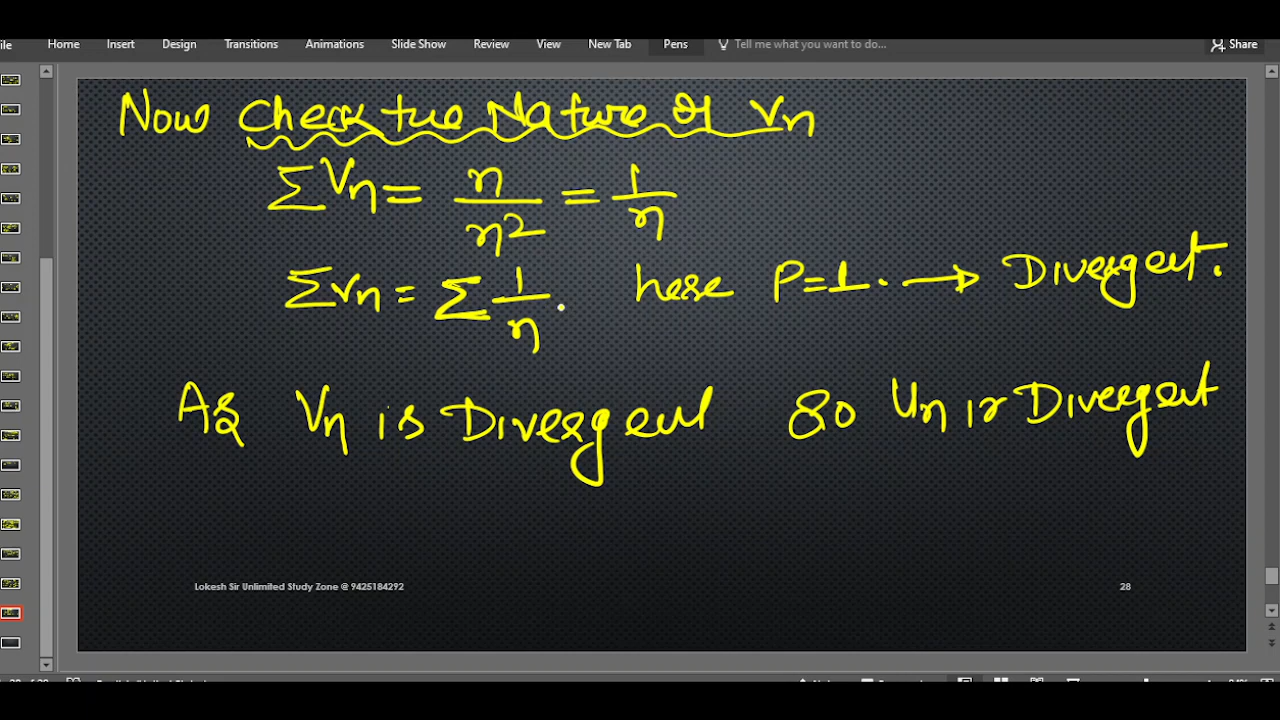 ile Home Insert Design Transitions Animations Slide Show Review View New Tab Pens Tell me what you want to do... Share
Now Check the Nature of Vn
ΣVn = n/n² = 1/n
Σvn = Σ 1/n. here P=1. → Divergent.
As Vn is Divergent So Un is Divergent
Lokesh Sir Unlimited Study Zone @ 9425184292 28